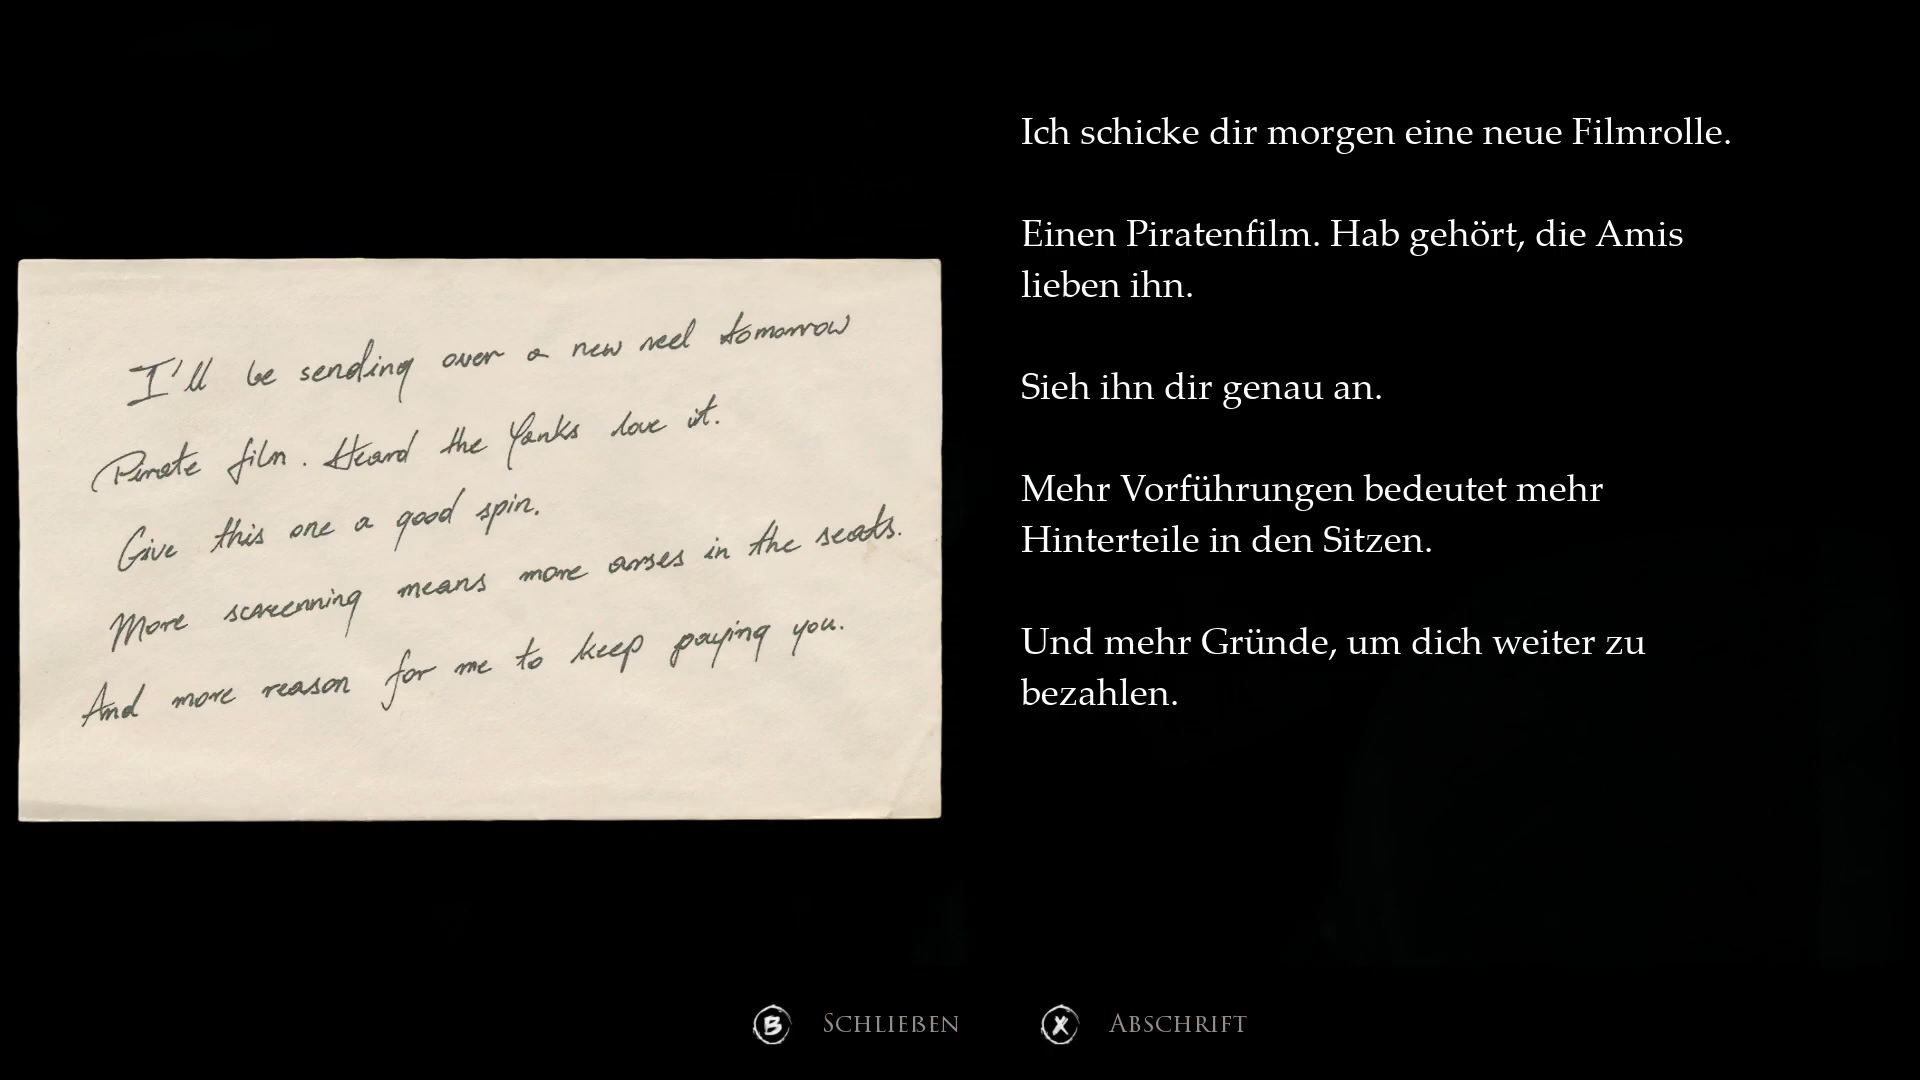 I'll be sending over a new reel tomorrow
Pirate film. Heard the Yanks love it.
Give this one a good spin.
More screenning means more arses in the seats.
And more reason for me to keep paying you.
Ich schicke dir morgen eine neue Filmrolle.
Einen Piratenfilm. Hab gehört, die Amis
lieben ihn.
Sieh ihn dir genau an.
Mehr Vorführungen bedeutet mehr
Hinterteile in den Sitzen.
Und mehr Gründe, um dich weiter zu
bezahlen.
B SCHLIEẞEN X ABSCHRIFT